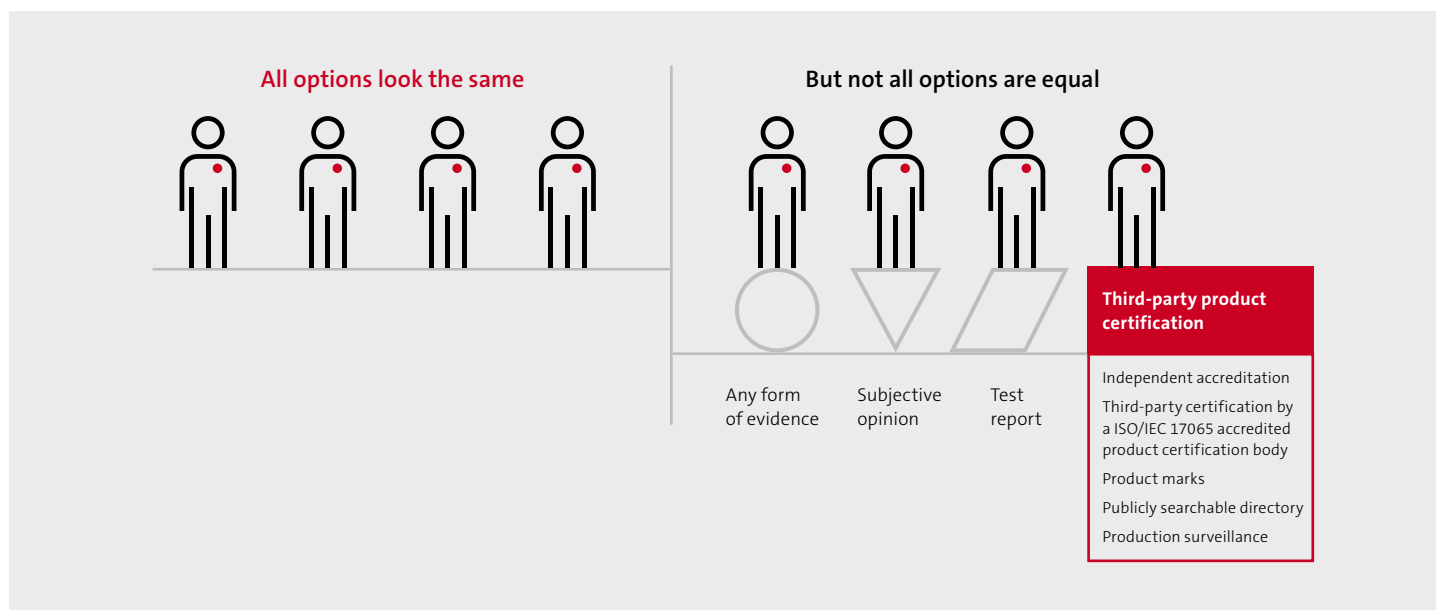 All options look the same
But not all options are equal
Any form
of evidence
Subjective
opinion
Test
report
Third-party product
certification
Independent accreditation
Third-party certification by
a ISO/IEC 17065 accredited
product certification body
Product marks
Publicly searchable directory
Production surveillance